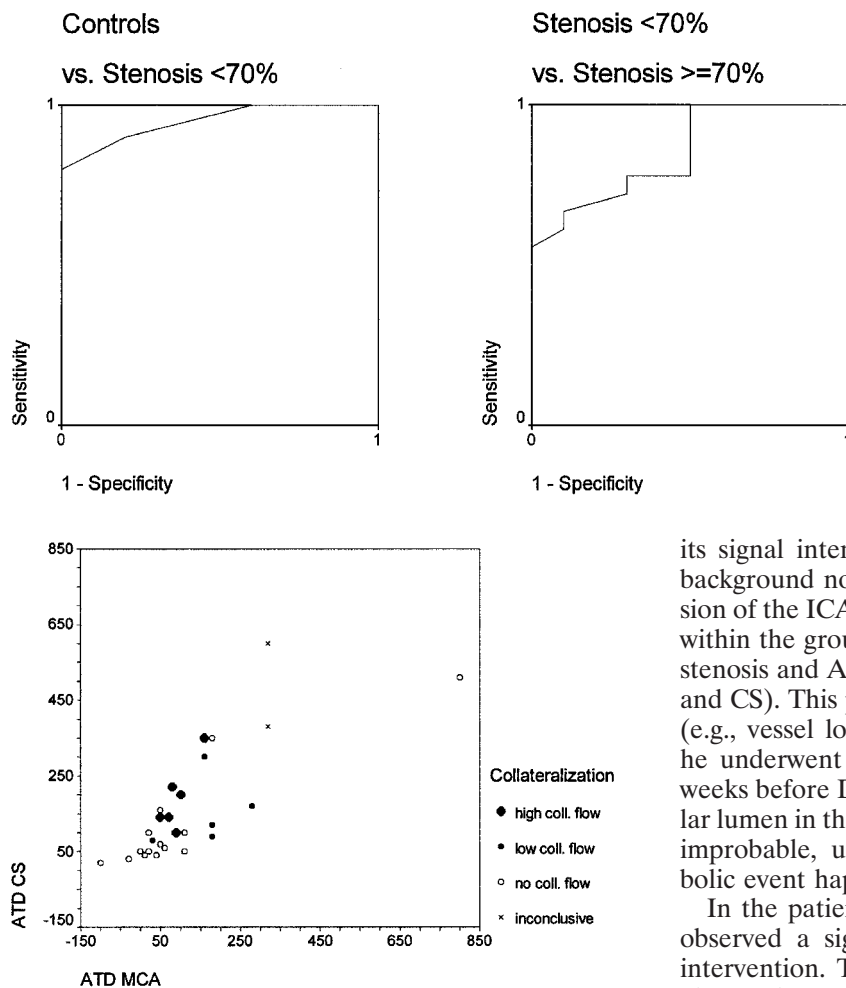 Controls
vs. Stenosis <70%
1
Sensitivity
0
0
1
1 - Specificity
Stenosis <70%
vs. Stenosis >=70%
1
Sensitivity
0
0
1
1 - Specificity
850
650
450
250
50
-150
ATD CS
-150
50
250
450
650
850
ATD MCA
Collateralization
high coll. flow
low coll. flow
no coll. flow
inconclusive
its signal inter
background no
sion of the ICA
within the grou
stenosis and A
and CS). This
(e.g., vessel lo
he underwent
weeks before
lar lumen in th
improbable, u
bolic event hap
In the patien
observed a sig
intervention. T